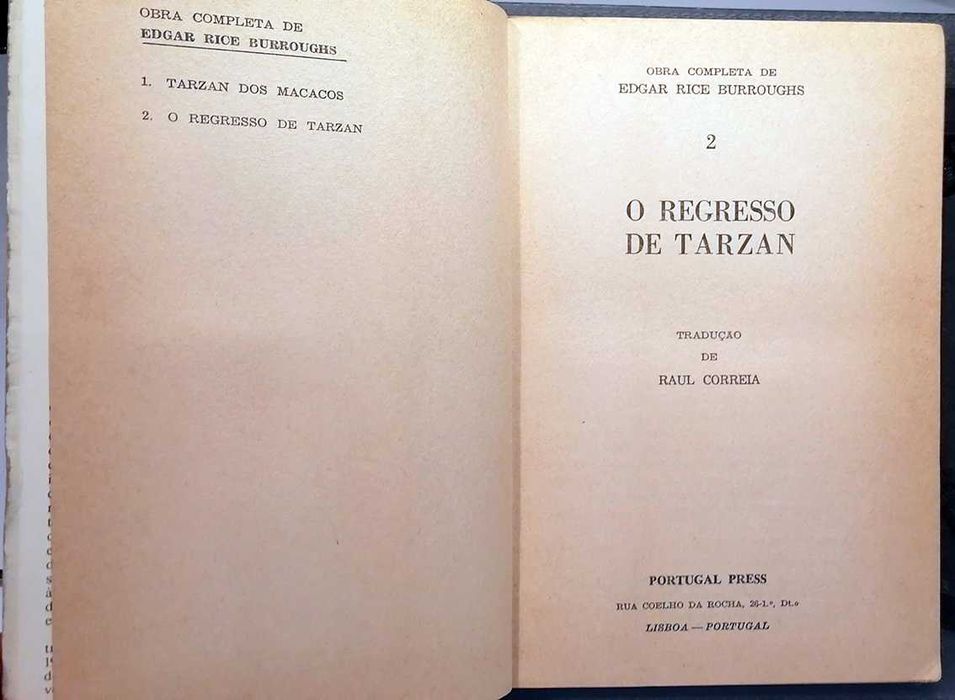 OBRA COMPLETA DE
EDGAR RICE BURROUGHS
1. TARZAN DOS MACACOS
2. O REGRESSO DE TARZAN
OBRA COMPLETA DE
EDGAR RICE BURROUGHS
2
O REGRESSO
DE TARZAN
TRADUÇÃO
DE
RAUL CORREIA
PORTUGAL PRESS
RUA COELHO DA ROCHA, 26-1.º, Dt.º
LISBOA — PORTUGAL